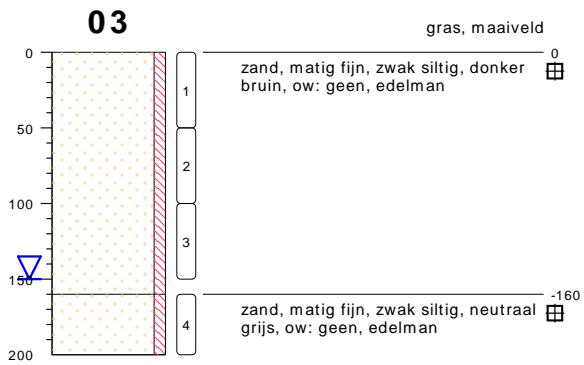 03
gras, maaiveld
0
0
zand, matig fijn, zwak siltig, donker
bruin, ow: geen, edelman
1
50
2
100
3
150
-160
zand, matig fijn, zwak siltig, neutraal
grijs, ow: geen, edelman
4
200